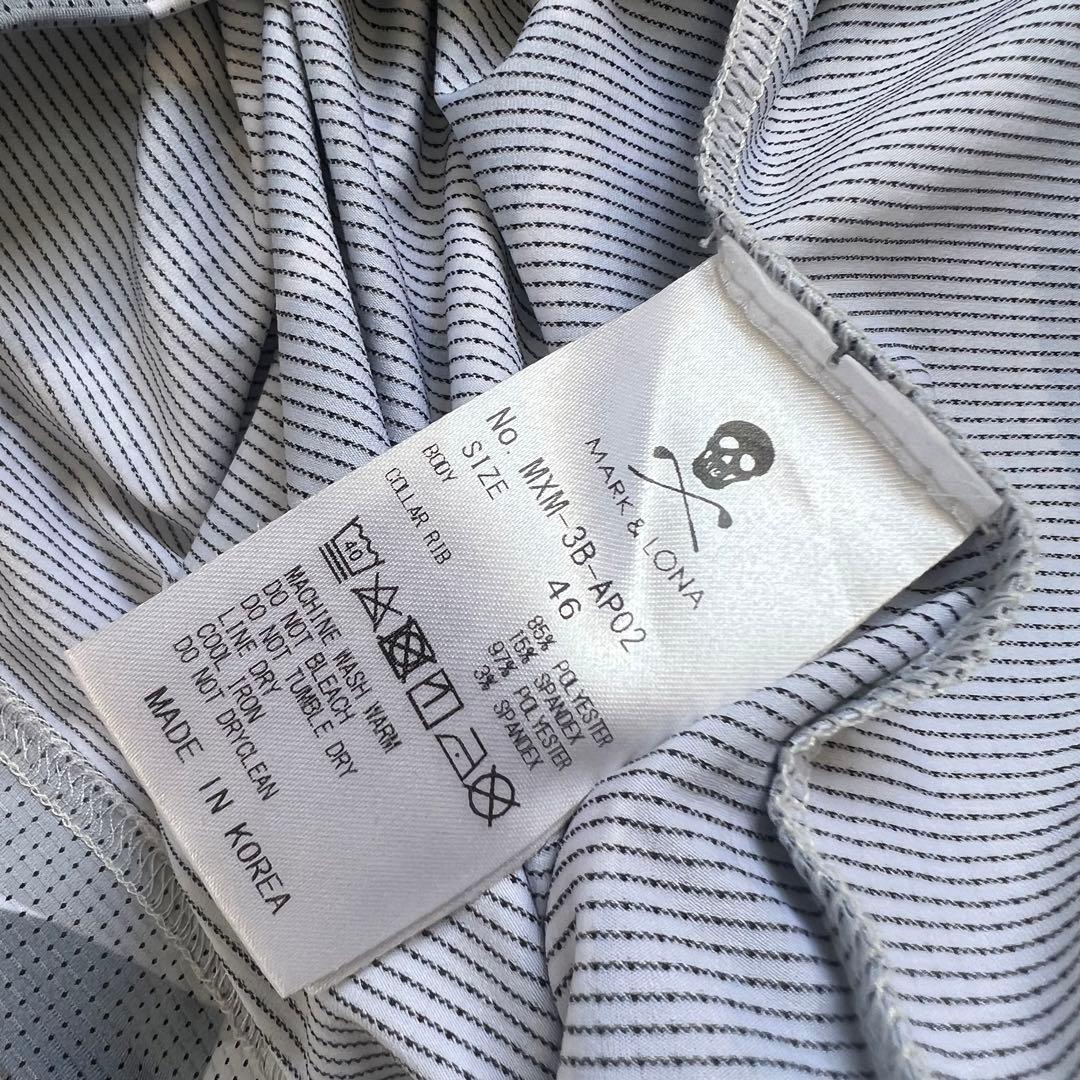 MARK & LONA
No. MXM-3B-AP02
SIZE 46
BODY 85% POLYESTER
15% SPANDEX
COLLAR RIB 97% POLYESTER
3% SPANDEX
40
MACHINE WASH WARM
DO NOT BLEACH
DO NOT TUMBLE DRY
LINE DRY
COOL IRON
DO NOT DRYCLEAN
MADE IN KOREA